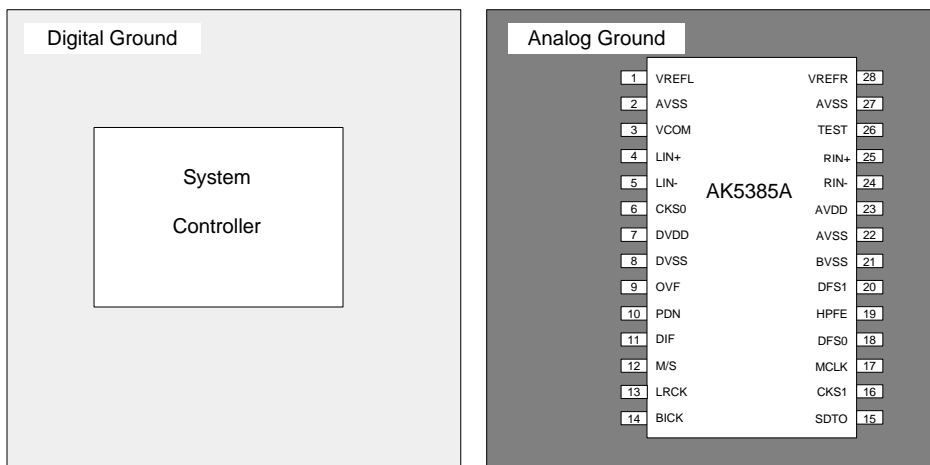 Digital Ground
System
Controller
Analog Ground
AK5385A
1 VREFL VREFR 28
2 AVSS AVSS 27
3 VCOM TEST 26
4 LIN+ RIN+ 25
5 LIN- RIN- 24
6 CKS0 AVDD 23
7 DVDD AVSS 22
8 DVSS BVSS 21
9 OVF DFS1 20
10 PDN HPFE 19
11 DIF DFS0 18
12 M/S MCLK 17
13 LRCK CKS1 16
14 BICK SDTO 15